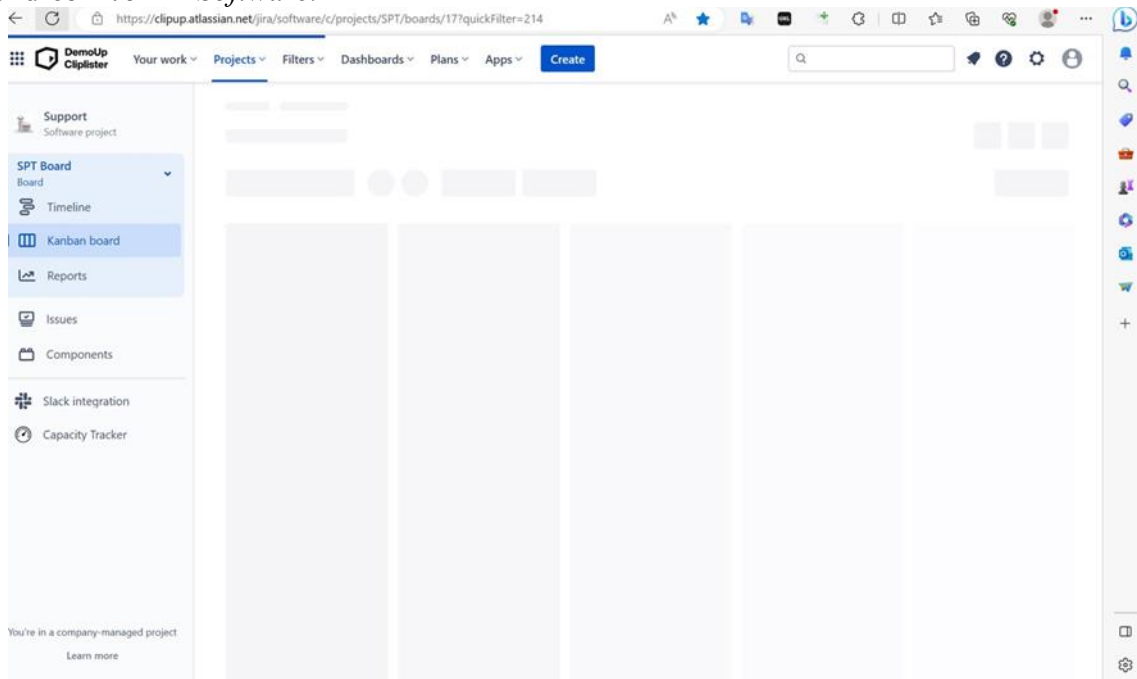 Software.
https://clipup.atlassian.net/jira/software/c/projects/SPT/boards/17?quickFilter=214
DemoUp
Cliplister
Your work
Projects
Filters
Dashboards
Plans
Apps
Create
Support
Software project
SPT Board
Board
Timeline
Kanban board
Reports
Issues
Components
Slack integration
Capacity Tracker
You're in a company-managed project
Learn more